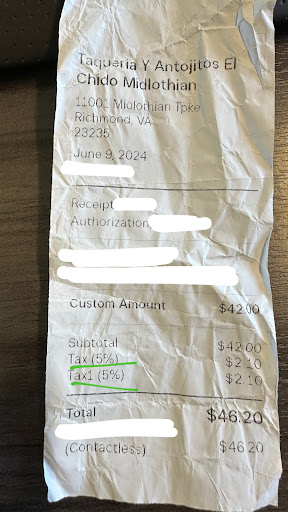 Taqueria Y Antojitos El
Chido Midlothian
11001 Midlothian Tpke
Richmond, VA
23235
June 9, 2024
Receipt
Authorization
Custom Amount $42.00
Subtotal $42.00
Tax (5%) $2.10
Tax1 (5%) $2.10
Total $46.20
(Contactless) $46.20